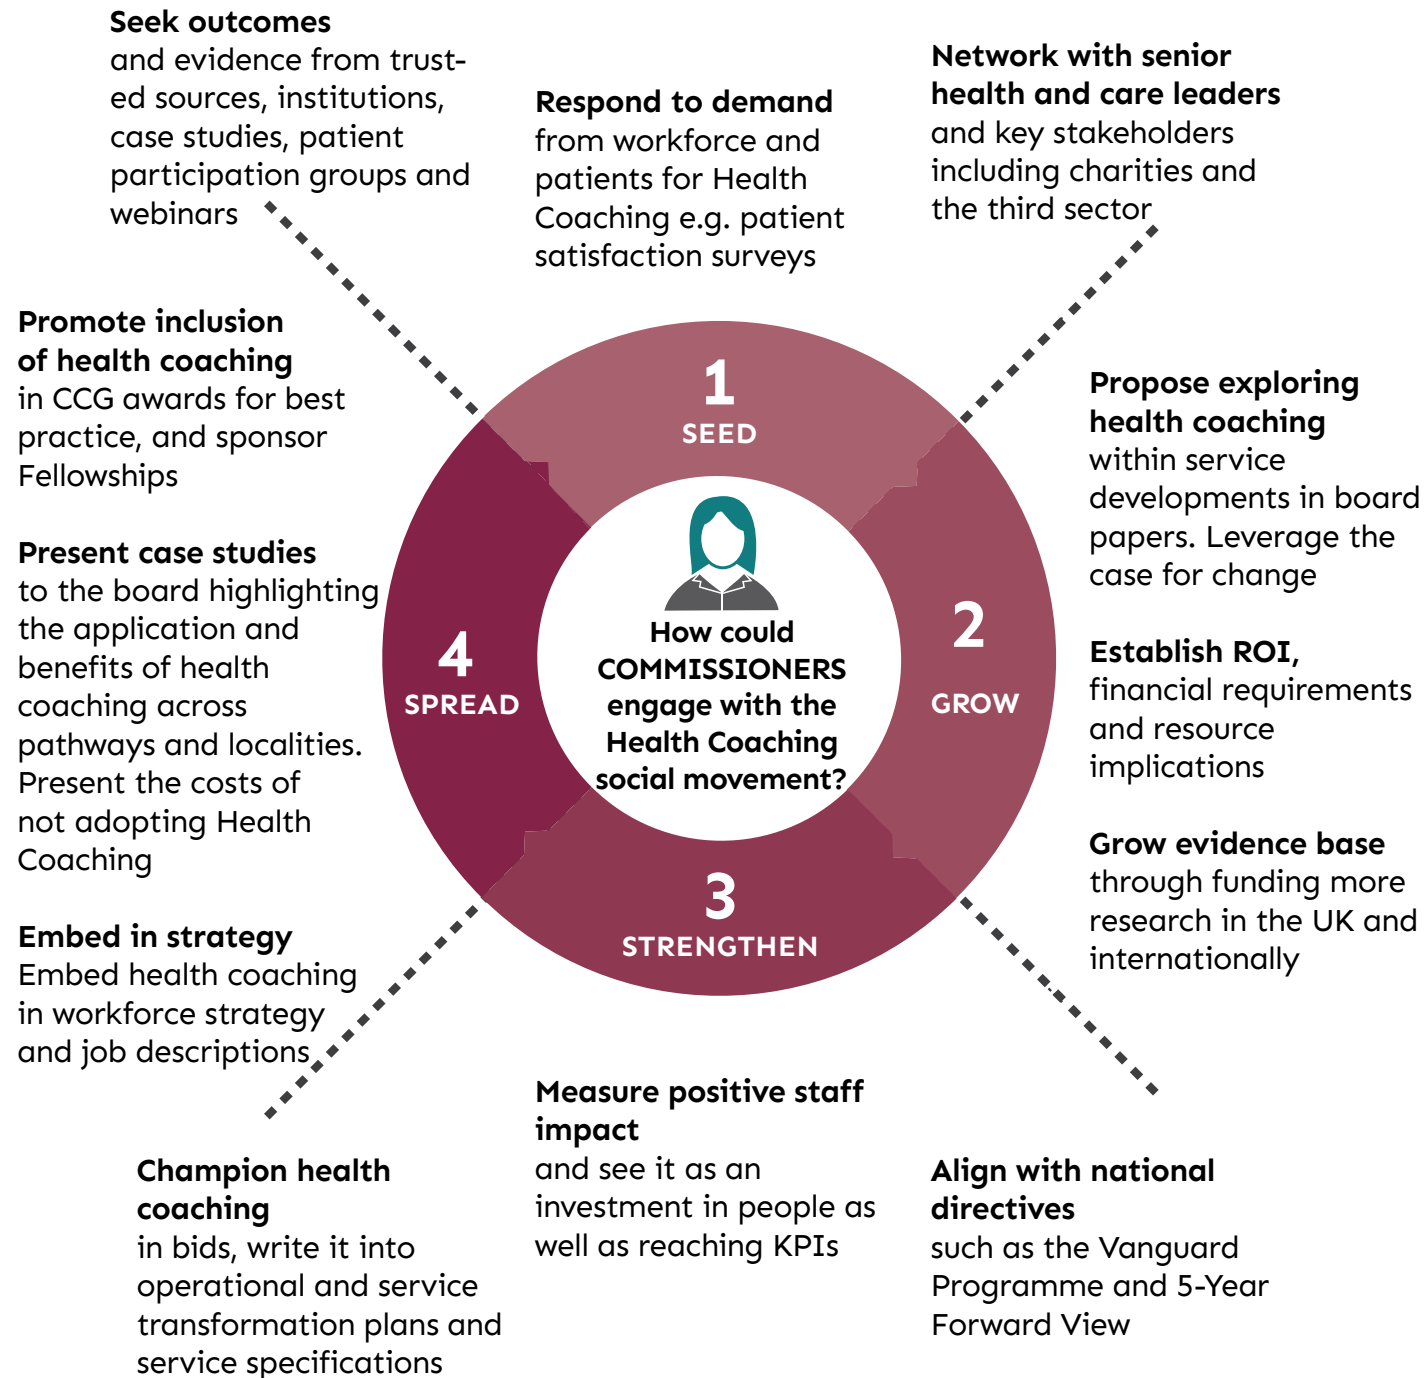 Seek outcomes
and evidence from trust-
ed sources, institutions,
case studies, patient
participation groups and
webinars
Respond to demand
from workforce and
patients for Health
Coaching e.g. patient
satisfaction surveys
Network with senior
health and care leaders
and key stakeholders
including charities and
the third sector
1
SEED
Propose exploring
health coaching
within service
developments in board
papers. Leverage the
case for change
Establish ROI,
financial requirements
and resource
implications
Grow evidence base
through funding more
research in the UK and
internationally
2
GROW
How could
COMMISSIONERS
engage with the
Health Coaching
social movement?
3
STRENGTHEN
Align with national
directives
such as the Vanguard
Programme and 5-Year
Forward View
Measure positive staff
impact
and see it as an
investment in people as
well as reaching KPIs
Champion health
coaching
in bids, write it into
operational and service
transformation plans and
service specifications
4
SPREAD
Promote inclusion
of health coaching
in CCG awards for best
practice, and sponsor
Fellowships
Present case studies
to the board highlighting
the application and
benefits of health
coaching across
pathways and localities.
Present the costs of
not adopting Health
Coaching
Embed in strategy
Embed health coaching
in workforce strategy
and job descriptions